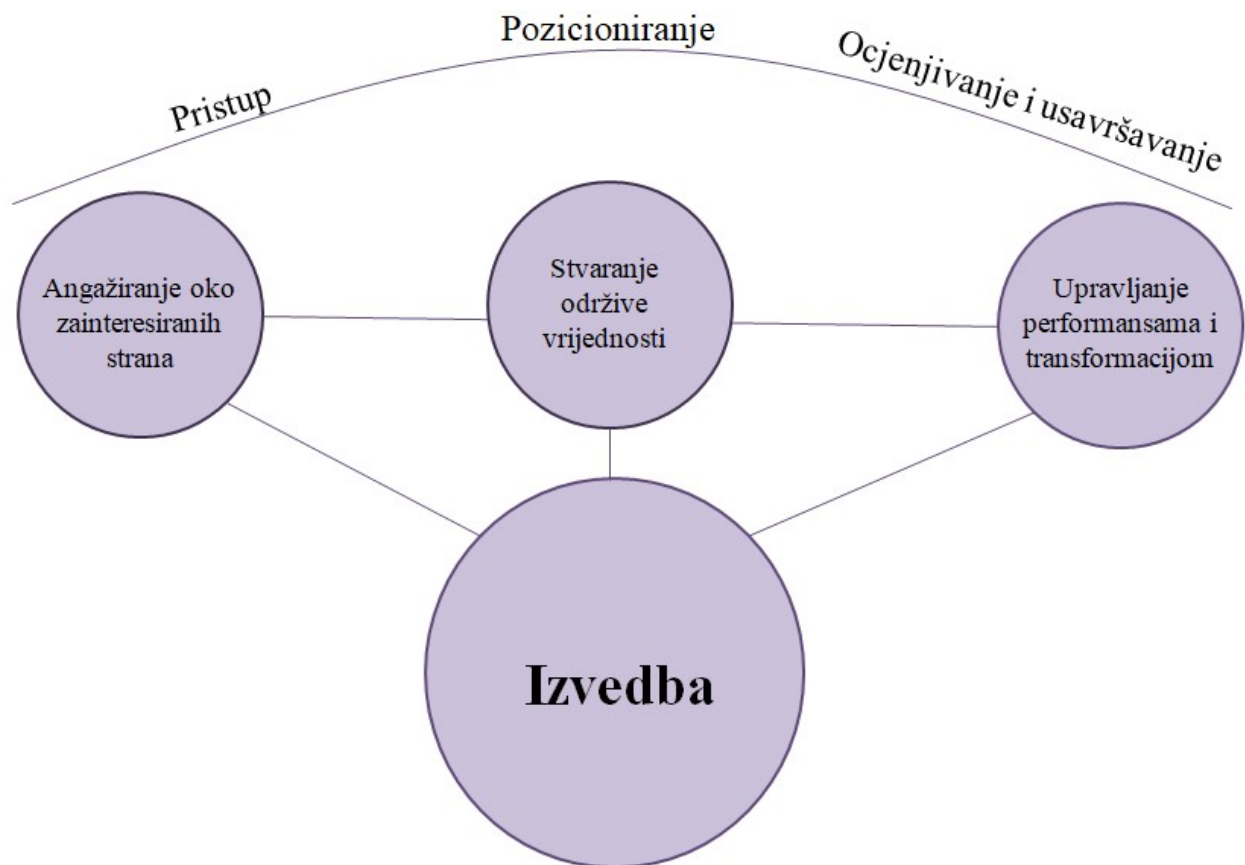 Pozicioniranje
Pristup
Ocjenjivanje i usavršavanje
Angažiranje oko
zainteresiranih
strana
Stvaranje
održive
vrijednosti
Upravljanje
performansama i
transformacijom
Izvedba